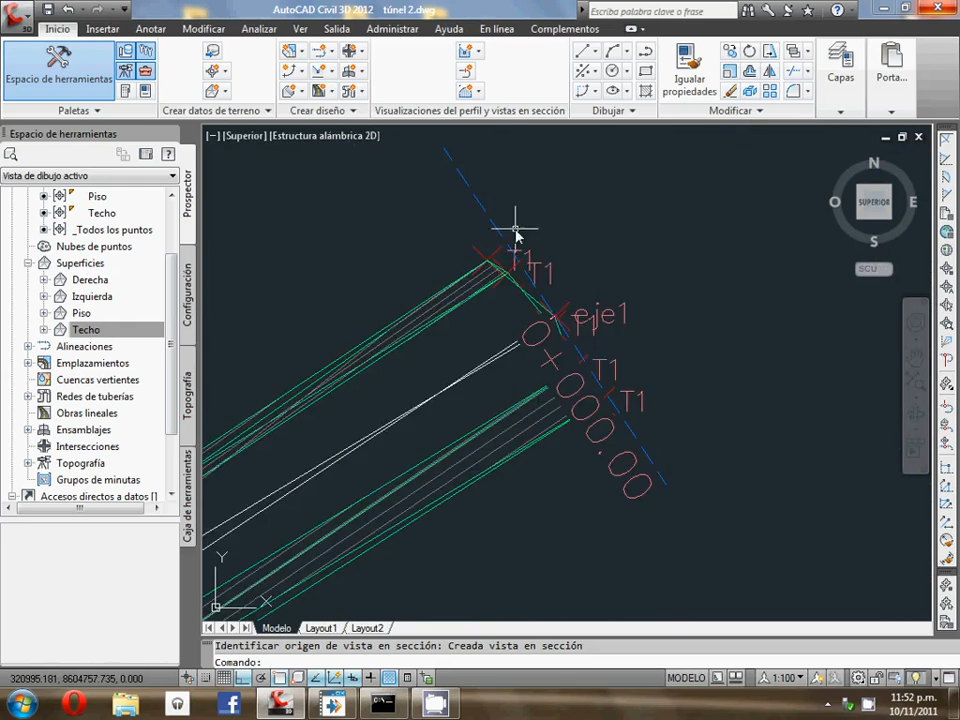 AutoCAD Civil 3D 2012 túnel 2.dwg
Escriba palabra clave o frase
3D
Inicio Insertar Anotar Modificar Analizar Ver Salida Administrar Ayuda En línea Complementos
Espacio de herramientas
Igualar propiedades
Capas
Porta...
Paletas
Crear datos de terreno
Crear diseño
Visualizaciones del perfil y vistas en sección
Dibujar
Modificar
Espacio de herramientas
Vista de dibujo activo
Piso
Techo
_Todos los puntos
Nubes de puntos
Superficies
Derecha
Izquierda
Piso
Techo
Alineaciones
Emplazamientos
Cuencas vertientes
Redes de tuberías
Obras lineales
Ensamblajes
Intersecciones
Topografía
Grupos de minutas
Accesos directos a datos []
Prospector
Configuración
Topografía
Caja de herramientas
[−] [Superior] [Estructura alámbrica 2D]
N
O SUPERIOR E
S
SCU
T1
T1
eje1
T1
T1
0+000.00
Y
X
Modelo Layout1 Layout2
Identificar origen de vista en sección: Creada vista en sección
Comando:
320995.181, 8604757.735, 0.000
MODELO
1:100
11:52 p.m.
10/11/2011